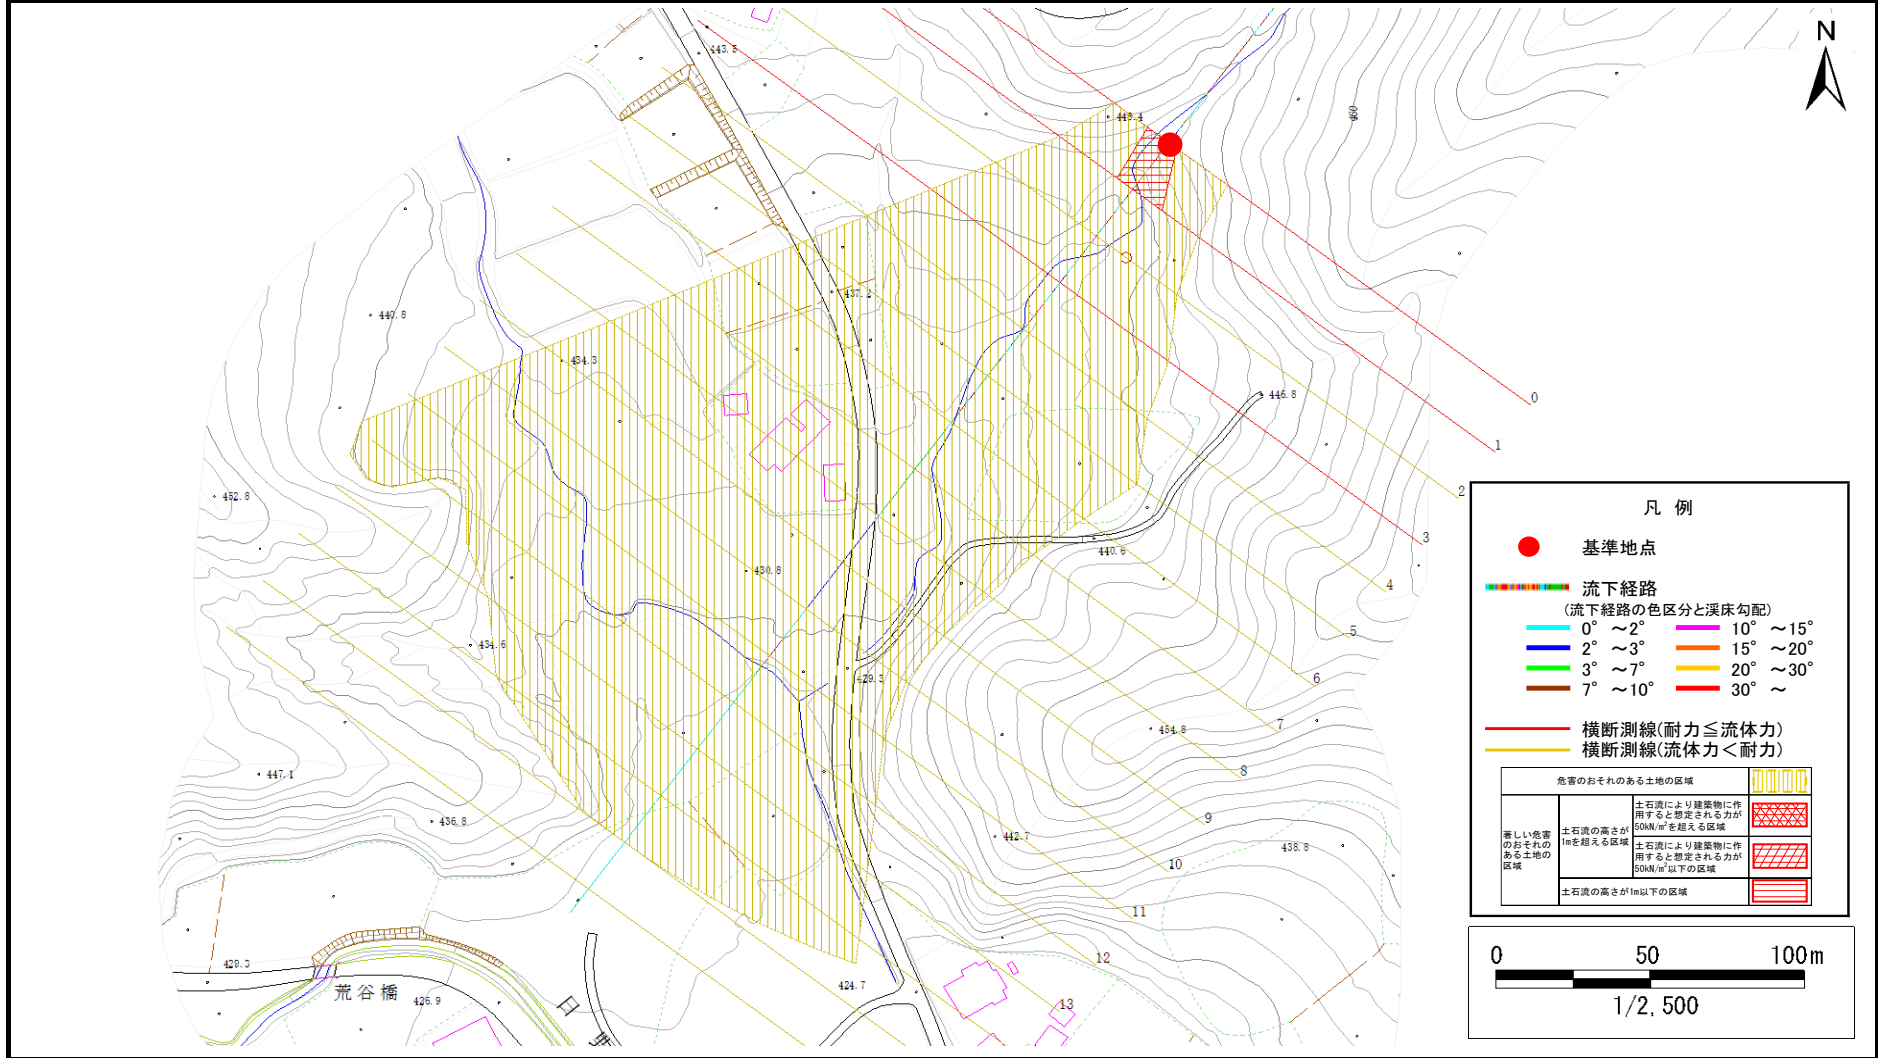 N
443.5
443.4
460
437.2
440.8
434.3
446.8
0
1
2
452.8
3
440.6
430.8
4
5
434.6
429.3
6
7
454.8
8
447.1
436.8
9
442.7
438.8
10
11
12
429.3
荒谷橋
426.9
424.7
13
日
野
凡 例
基準地点
流下経路
(流下経路の色区分と渓床勾配)
0° ～2° 10° ～15°
2° ～3° 15° ～20°
3° ～7° 20° ～30°
7° ～10° 30° ～
横断測線(耐力≦流体力)
横断測線(流体力＜耐力)
危害のおそれのある土地の区域
著しい危害
のおそれの
ある土地の
区域
土石流の高さが
1mを超える区域
土石流により建築物に作
用すると想定される力が
50kN/m²を超える区域
土石流により建築物に作
用すると想定される力が
50kN/m²以下の区域
土石流の高さが1m以下の区域
0 50 100m
1/2,500